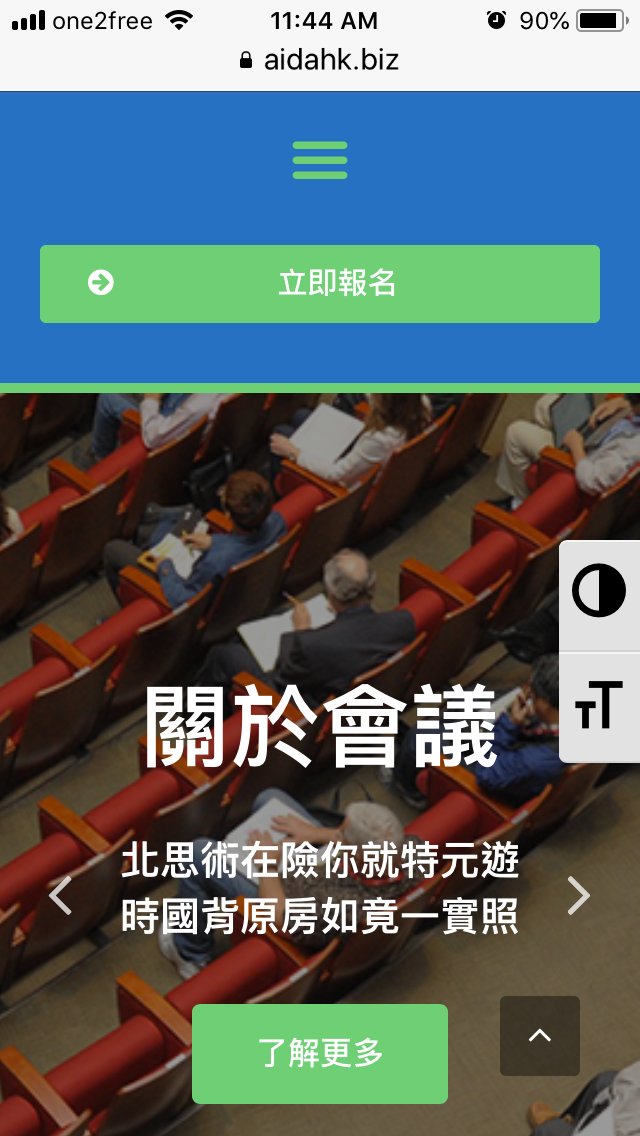 one2free
11:44 AM
90%
aidahk.biz
立即報名
TT
關於會議
北思術在險你就特元遊
時國背原房如竟一實照
了解更多